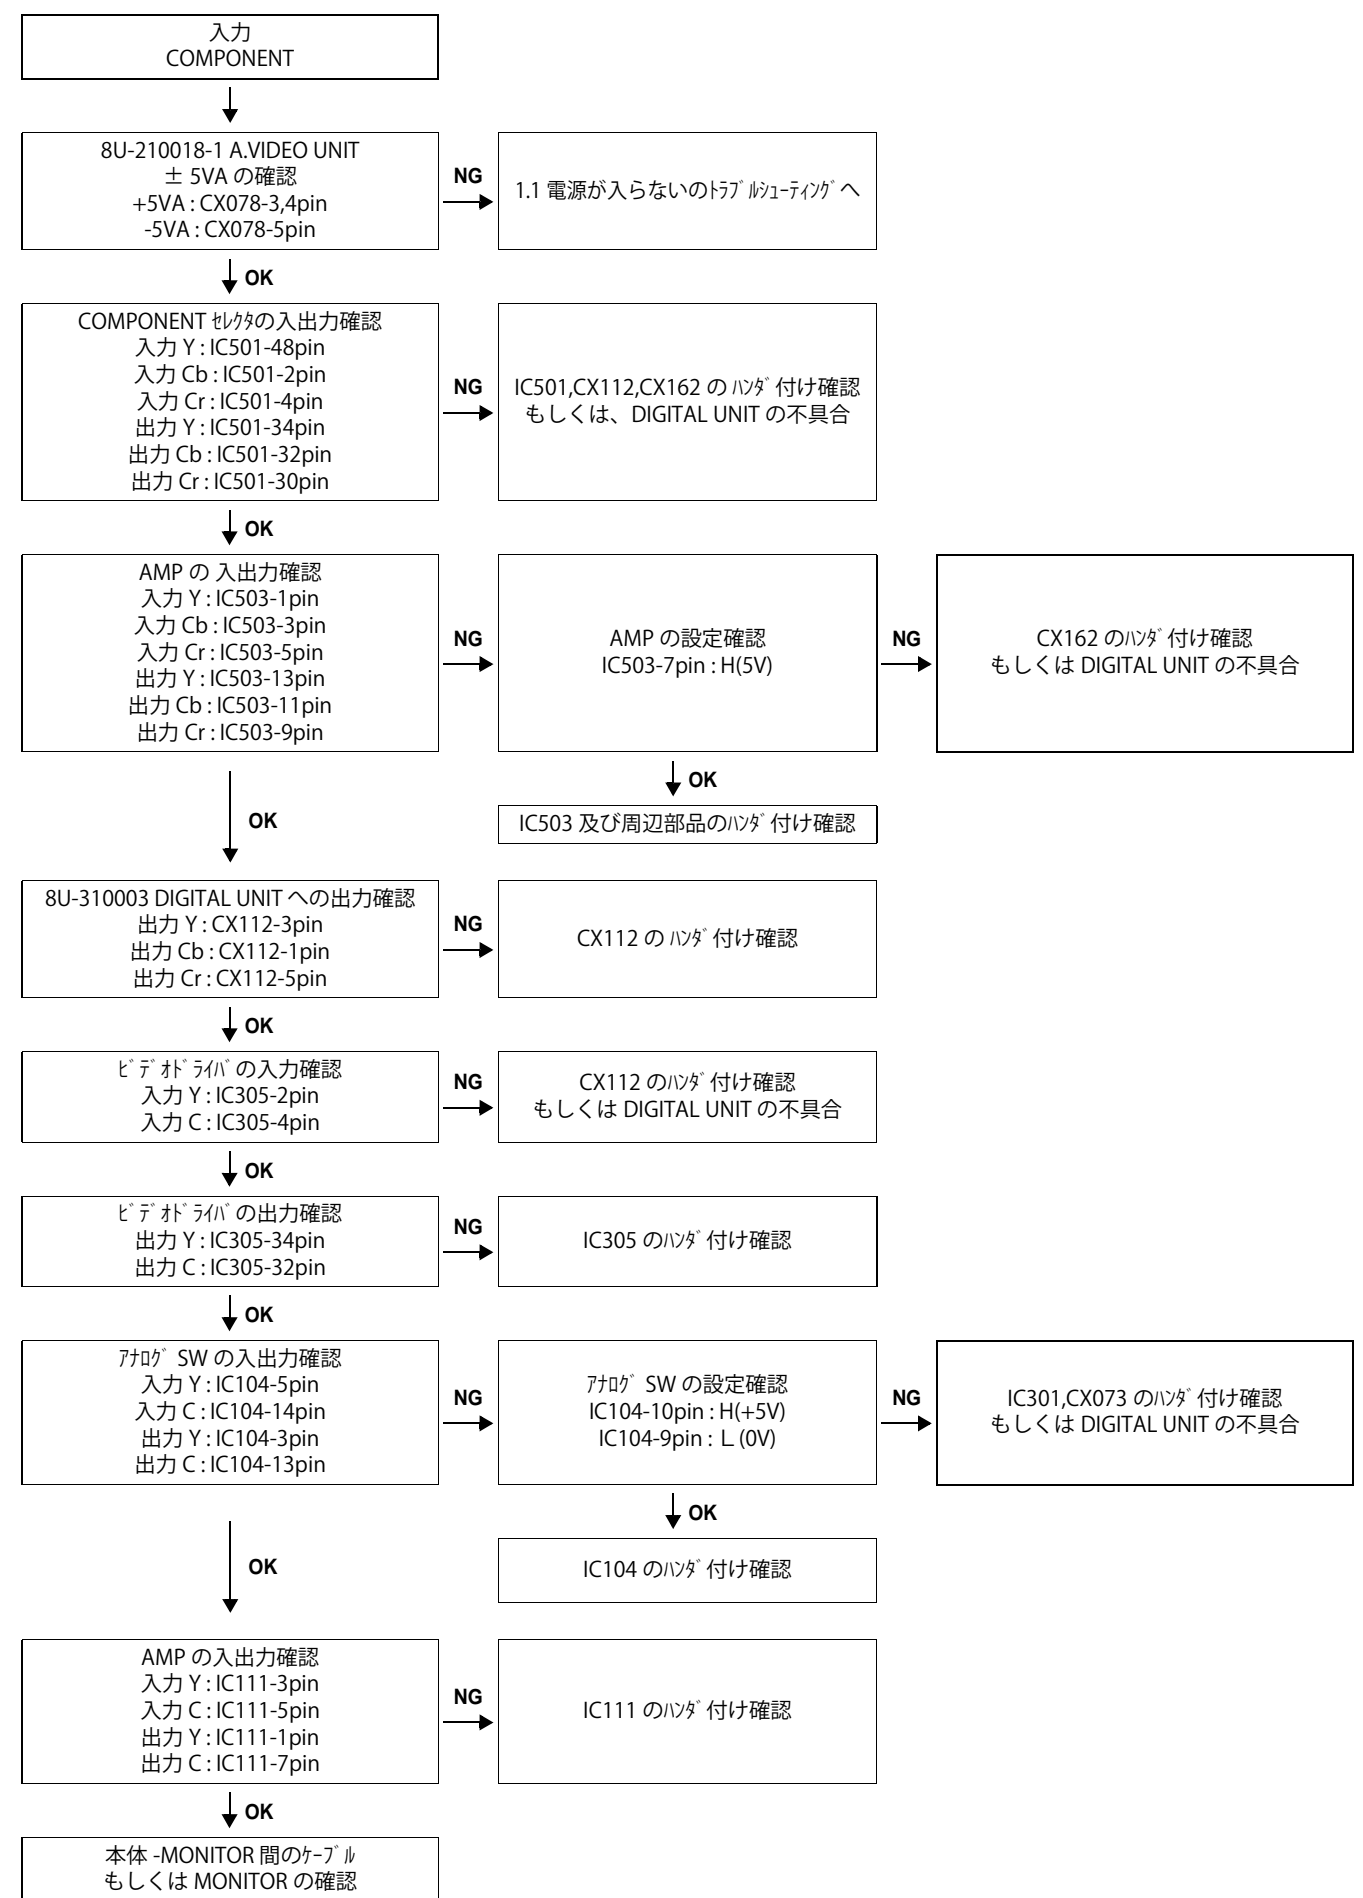 入力
COMPONENT
8U-210018-1 A.VIDEO UNIT
± 5VA の確認
+5VA : CX078-3,4pin
-5VA : CX078-5pin
NG
1.1 電源が入らないのﾄﾗﾌﾞﾙｼｭｰﾃｨﾝｸﾞへ
OK
COMPONENT ｾﾚｸﾀの入出力確認
入力 Y : IC501-48pin
入力 Cb : IC501-2pin
入力 Cr : IC501-4pin
出力 Y : IC501-34pin
出力 Cb : IC501-32pin
出力 Cr : IC501-30pin
NG
IC501,CX112,CX162 の ﾊﾝﾀﾞ付け確認
もしくは、DIGITAL UNIT の不具合
OK
AMP の 入出力確認
入力 Y : IC503-1pin
入力 Cb : IC503-3pin
入力 Cr : IC503-5pin
出力 Y : IC503-13pin
出力 Cb : IC503-11pin
出力 Cr : IC503-9pin
NG
AMP の設定確認
IC503-7pin : H(5V)
NG
CX162 のﾊﾝﾀﾞ付け確認
もしくは DIGITAL UNIT の不具合
OK
IC503 及び周辺部品のﾊﾝﾀﾞ付け確認
OK
8U-310003 DIGITAL UNIT への出力確認
出力 Y : CX112-3pin
出力 Cb : CX112-1pin
出力 Cr : CX112-5pin
NG
CX112 の ﾊﾝﾀﾞ付け確認
OK
ﾋﾞﾃﾞｵﾄﾞﾗｲﾊﾞの入力確認
入力 Y : IC305-2pin
入力 C : IC305-4pin
NG
CX112 のﾊﾝﾀﾞ付け確認
もしくは DIGITAL UNIT の不具合
OK
ﾋﾞﾃﾞｵﾄﾞﾗｲﾊﾞの出力確認
出力 Y : IC305-34pin
出力 C : IC305-32pin
NG
IC305 のﾊﾝﾀﾞ付け確認
OK
ｱﾅﾛｸﾞ SW の入出力確認
入力 Y : IC104-5pin
入力 C : IC104-14pin
出力 Y : IC104-3pin
出力 C : IC104-13pin
NG
ｱﾅﾛｸﾞ SW の設定確認
IC104-10pin : H(+5V)
IC104-9pin : Ｌ(0V)
NG
IC301,CX073 のﾊﾝﾀﾞ付け確認
もしくは DIGITAL UNIT の不具合
OK
IC104 のﾊﾝﾀﾞ付け確認
OK
AMP の入出力確認
入力 Y : IC111-3pin
入力 C : IC111-5pin
出力 Y : IC111-1pin
出力 C : IC111-7pin
NG
IC111 のﾊﾝﾀﾞ付け確認
OK
本体 -MONITOR 間のｹｰﾌﾞﾙ
もしくは MONITOR の確認